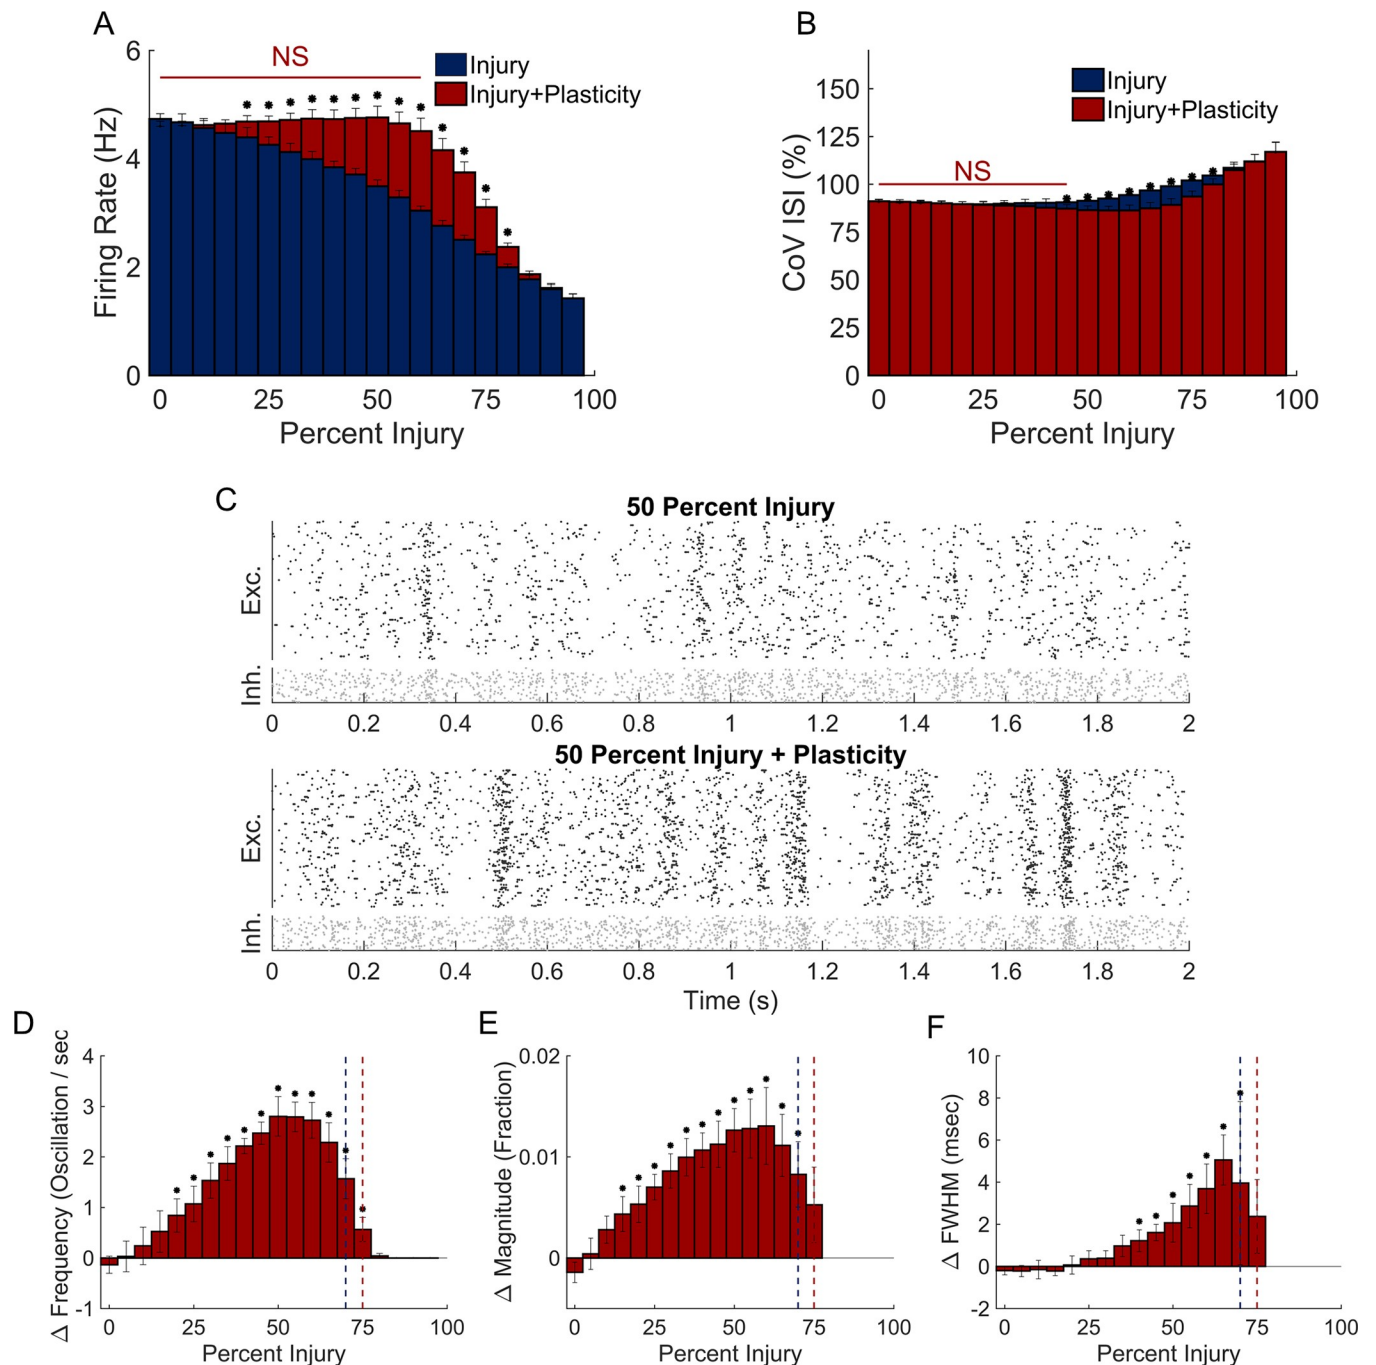 A
6
4
2
0
Firing Rate (Hz)
NS
Injury
Injury+Plasticity
0 25 50 75 100
Percent Injury
B
150
125
100
75
50
25
0
CoV ISI (%)
NS
Injury
Injury+Plasticity
0 25 50 75 100
Percent Injury
C
50 Percent Injury
Exc.
Inh.
0 0.2 0.4 0.6 0.8 1 1.2 1.4 1.6 1.8 2
50 Percent Injury + Plasticity
Exc.
Inh.
0 0.2 0.4 0.6 0.8 1 1.2 1.4 1.6 1.8 2
Time (s)
D
4
3
2
1
0
-1
Δ Frequency (Oscillation / sec
0 25 50 75 100
Percent Injury
E
0.02
0.01
0
Δ Magnitude (Fraction)
0 25 50 75 100
Percent Injury
F
10
8
6
4
2
0
-2
Δ FWHM (msec)
0 25 50 75 100
Percent Injury